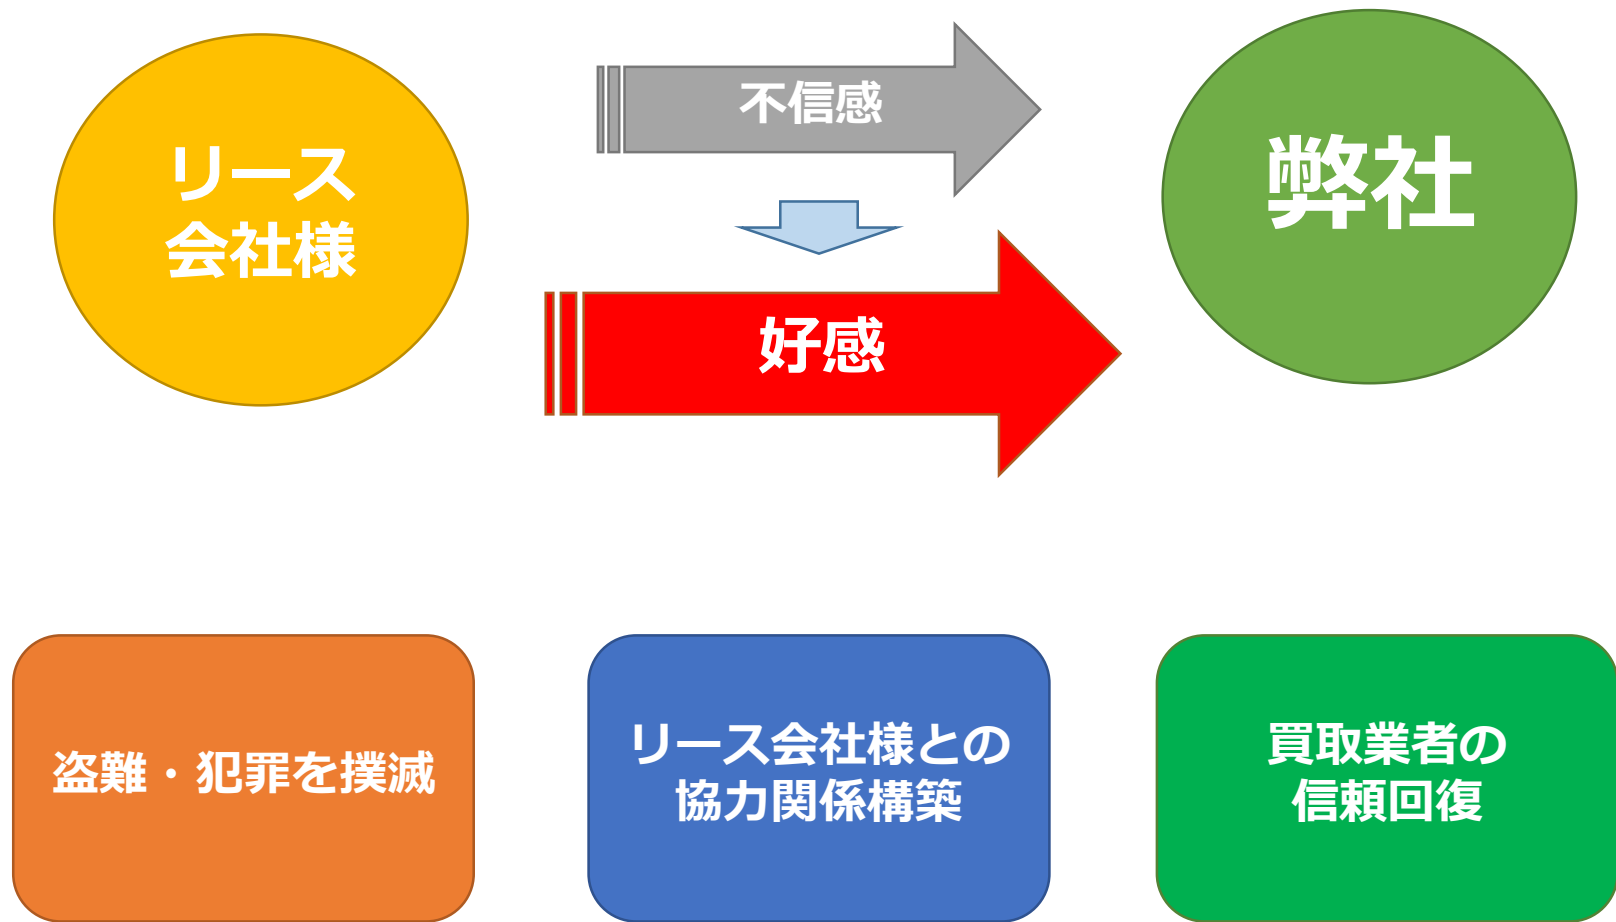 リース
会社様
不信感
好感
弊社
盗難・犯罪を撲滅
リース会社様との
協力関係構築
買取業者の
信頼回復